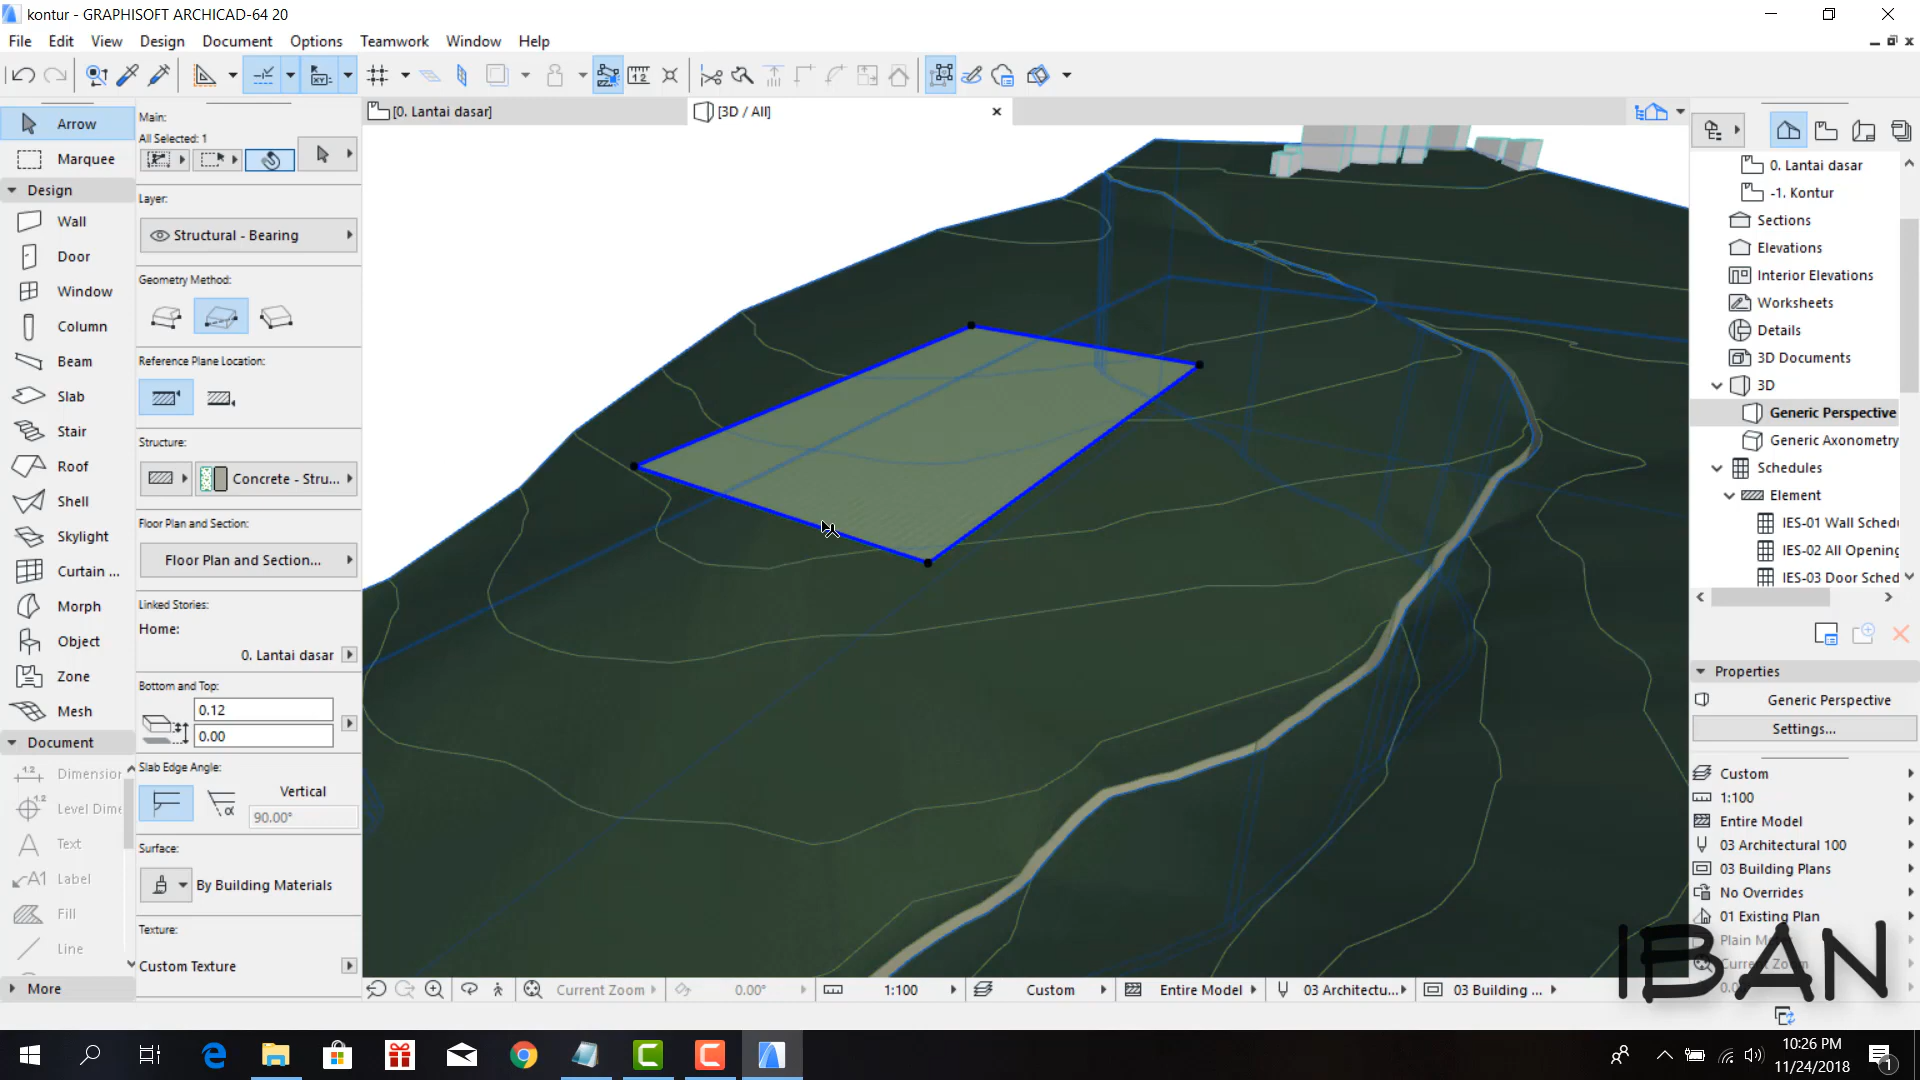 kontur - GRAPHISOFT ARCHICAD-64 20
File Edit View Design Document Options Teamwork Window Help
[0. Lantai dasar]
[3D / All]
Arrow
Marquee
Design
Wall
Door
Window
Column
Beam
Slab
Stair
Roof
Shell
Skylight
Curtain ...
Morph
Object
Zone
Mesh
Document
Dimension
Level Dime
Text
A1 Label
Fill
Line
More
Main:
All Selected: 1
Layer:
Structural - Bearing
Geometry Method:
Reference Plane Location:
Structure:
Concrete - Stru...
Floor Plan and Section:
Floor Plan and Section...
Linked Stories:
Home:
0. Lantai dasar
Bottom and Top:
0.12
0.00
Slab Edge Angle:
Vertical
90.00°
α
Surface:
By Building Materials
Texture:
Custom Texture
0. Lantai dasar
-1. Kontur
Sections
Elevations
Interior Elevations
Worksheets
Details
3D Documents
3D
Generic Perspective
Generic Axonometry
Schedules
Element
IES-01 Wall Schedu
IES-02 All Opening
IES-03 Door Sched
Properties
Generic Perspective
Settings...
Custom
1:100
Entire Model
03 Architectural 100
03 Building Plans
No Overrides
01 Existing Plan
Current Zoom
IBAN
Current Zoom 0.00° 1:100 Custom Entire Model 03 Architectu... 03 Building ...
10:26 PM
11/24/2018
1